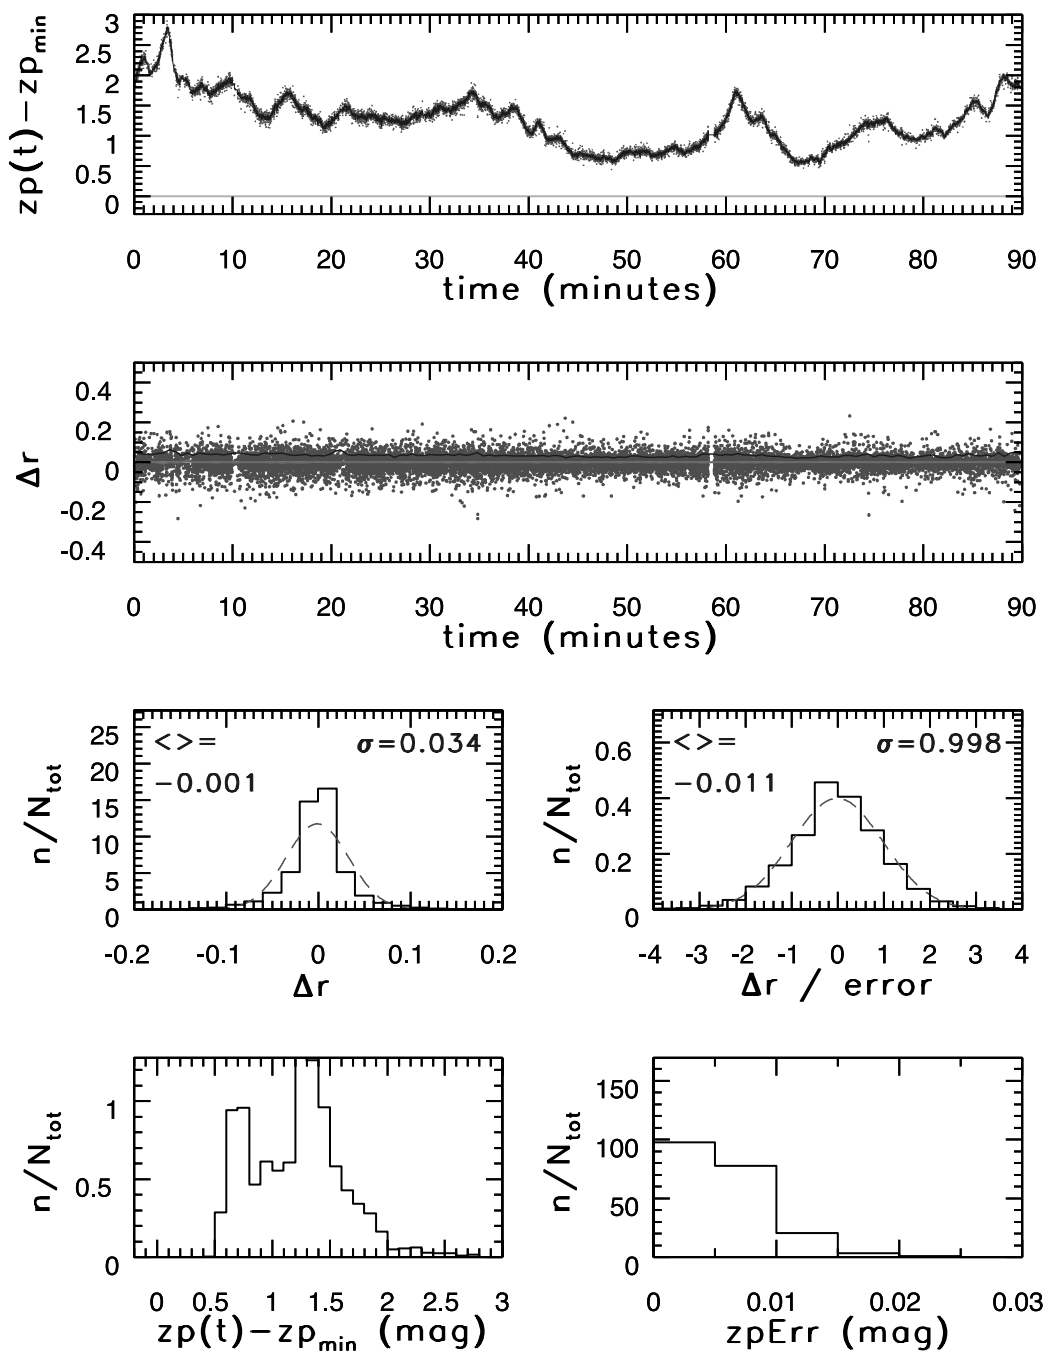 zp(t)-zp_min
3
2.5
2
1.5
1
0.5
0
0 10 20 30 40 50 60 70 80 90
time (minutes)
Δr
0.4
0.2
0
-0.2
-0.4
0 10 20 30 40 50 60 70 80 90
time (minutes)
n/N_tot
25
20
15
10
5
0
<>= σ=0.034
-0.001
-0.2 -0.1 0 0.1 0.2
Δr
n/N_tot
0.6
0.4
0.2
0
<>= σ=0.998
-0.011
-4 -3 -2 -1 0 1 2 3 4
Δr / error
n/N_tot
1
0.5
0
0 0.5 1 1.5 2 2.5 3
zp(t)-zp_min (mag)
n/N_tot
150
100
50
0
0 0.01 0.02 0.03
zpErr (mag)